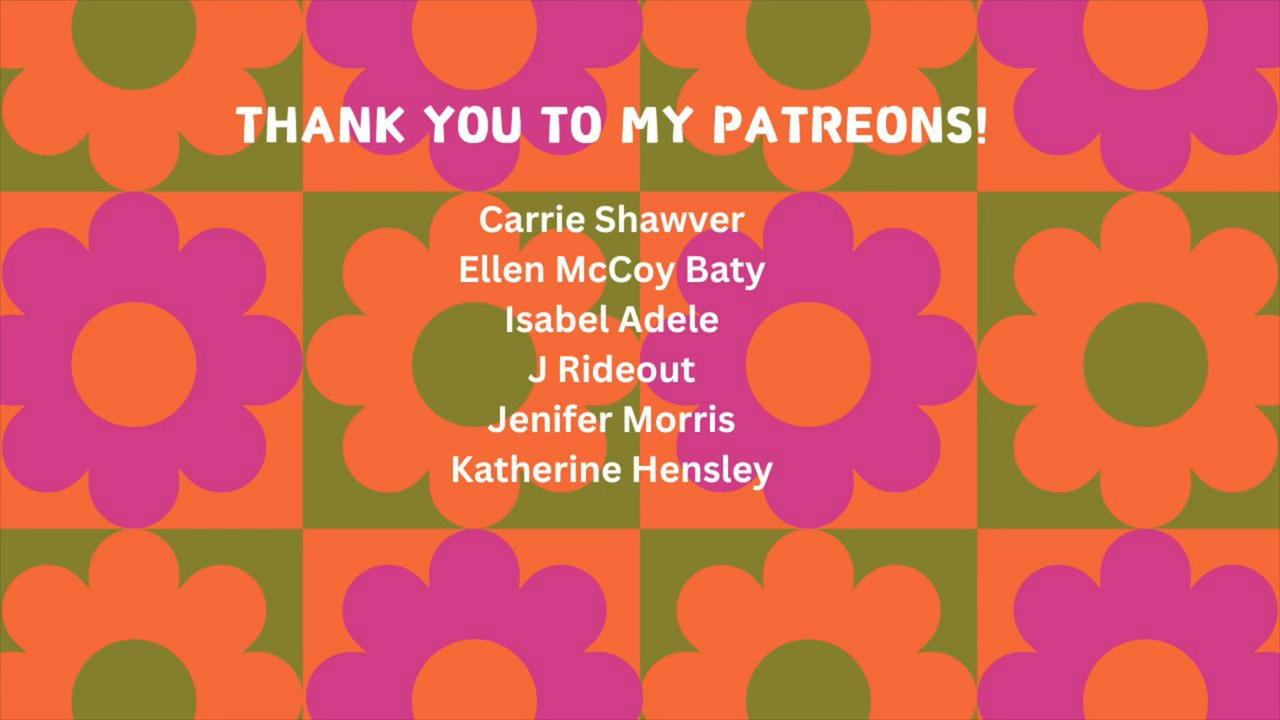 THANK YOU TO MY PATREONS!
Carrie Shawver
Ellen McCoy Baty
Isabel Adele
J Rideout
Jenifer Morris
Katherine Hensley